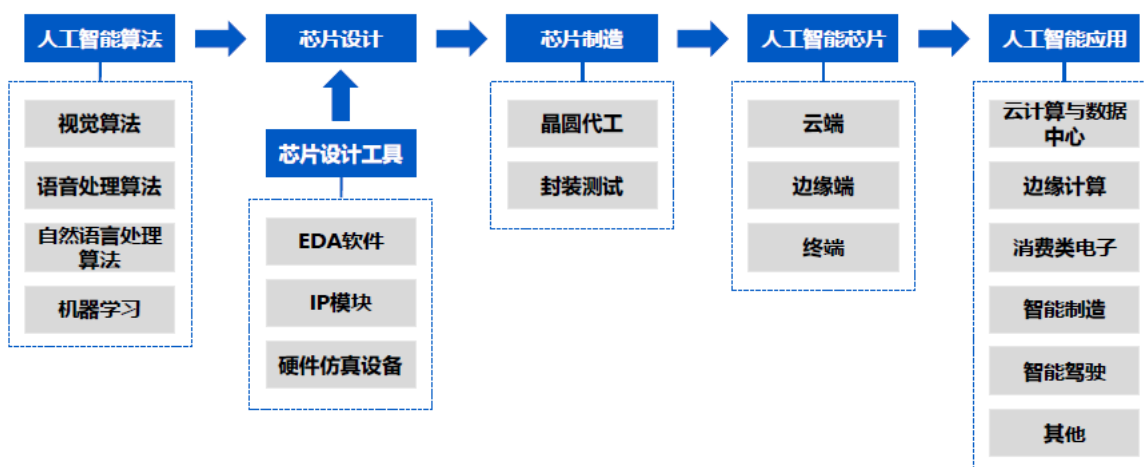 人工智能算法
芯片设计
芯片制造
人工智能芯片
人工智能应用
视觉算法
语音处理算法
自然语言处理
算法
机器学习
芯片设计工具
EDA软件
IP模块
硬件仿真设备
晶圆代工
封装测试
云端
边缘端
终端
云计算与数据
中心
边缘计算
消费类电子
智能制造
智能驾驶
其他